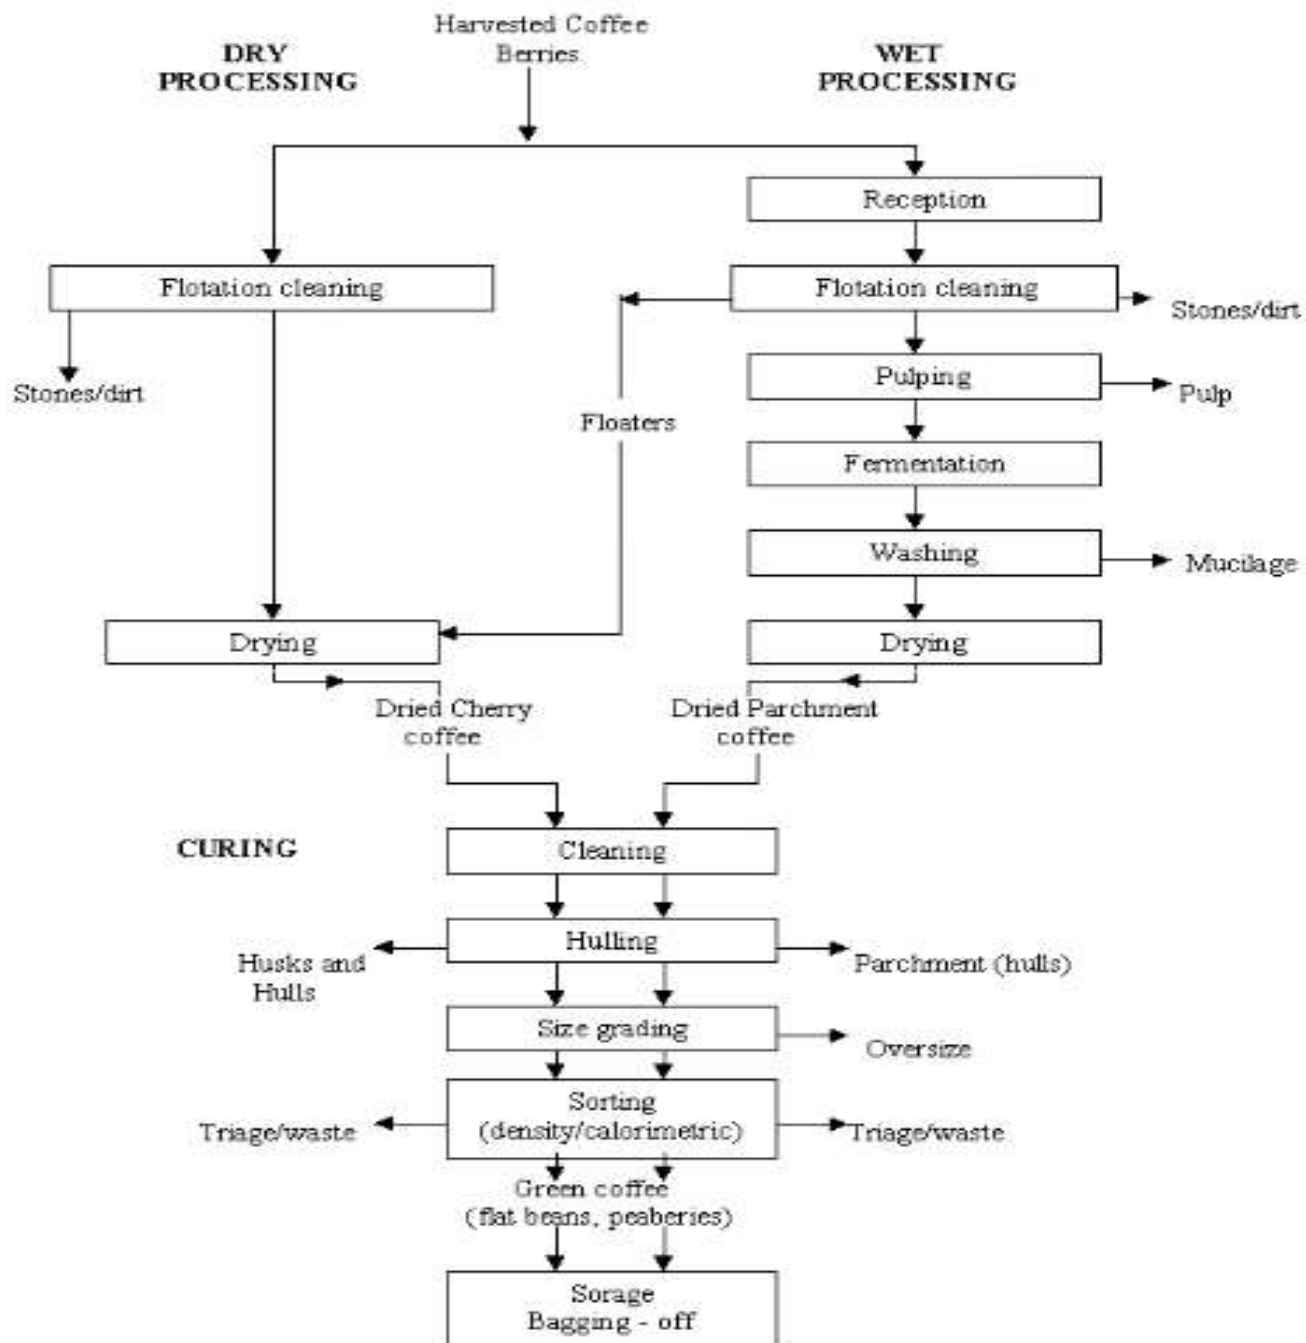 Harvested Coffee
Berries
DRY
PROCESSING
WET
PROCESSING
Reception
Flotation cleaning
Flotation cleaning
Stones/dirt
Stones/dirt
Pulping
Pulp
Floaters
Fermentation
Washing
Mucilage
Drying
Drying
Dried Cherry
coffee
Dried Parchment
coffee
CURING
Cleaning
Hulling
Husks and
Hulls
Parchment (hulls)
Size grading
Oversize
Sorting
(density/calorimetric)
Triage/waste
Triage/waste
Green coffee
(flat beans, peaberies)
Sorage
Bagging - off